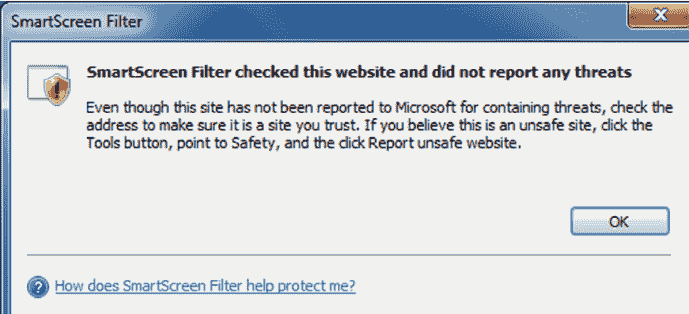 SmartScreen Filter
SmartScreen Filter checked this website and did not report any threats
Even though this site has not been reported to Microsoft for containing threats, check the
address to make sure it is a site you trust. If you believe this is an unsafe site, click the
Tools button, point to Safety, and the click Report unsafe website.
OK
How does SmartScreen Filter help protect me?